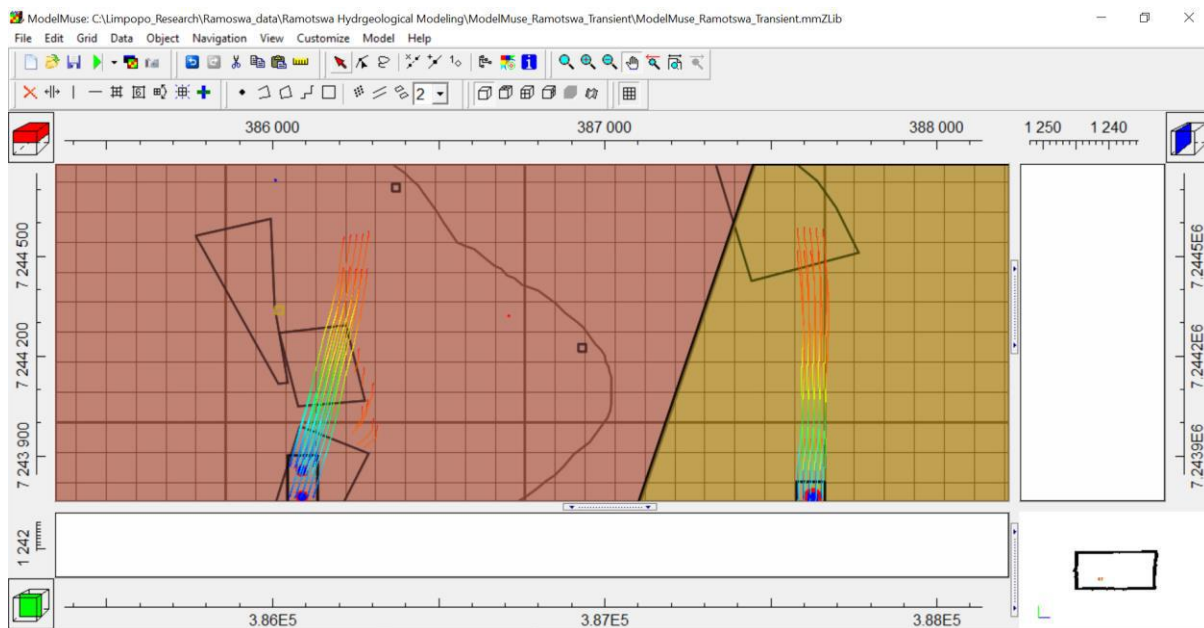 ModelMuse: C:\Limpopo_Research\Ramoswa_data\Ramotswa Hydrgeological Modeling\ModelMuse_Ramotswa_Transient\ModelMuse_Ramotswa_Transient.mmZLib
File Edit Grid Data Object Navigation View Customize Model Help
2
386 000 387 000 388 000 1 250 1 240
7 244 500
7 244 200
7 243 900
7.2445E6
7.2442E6
7.2439E6
1 242
3.86E5 3.87E5 3.88E5